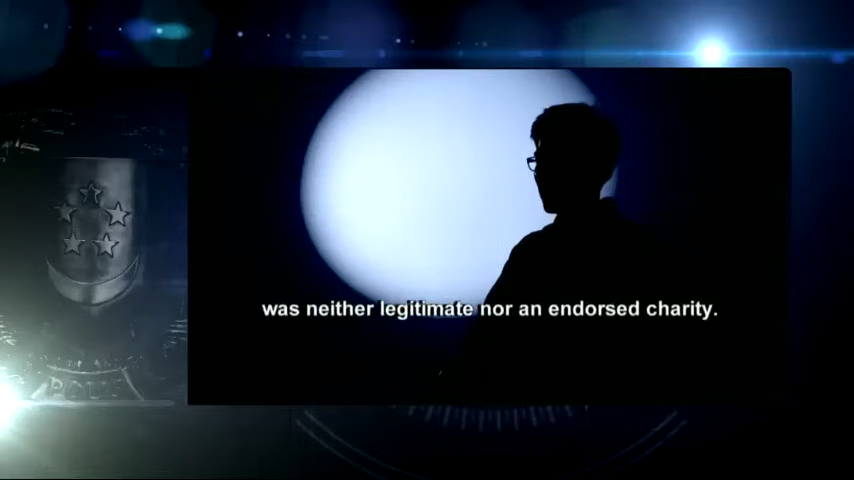 was neither legitimate nor an endorsed charity.